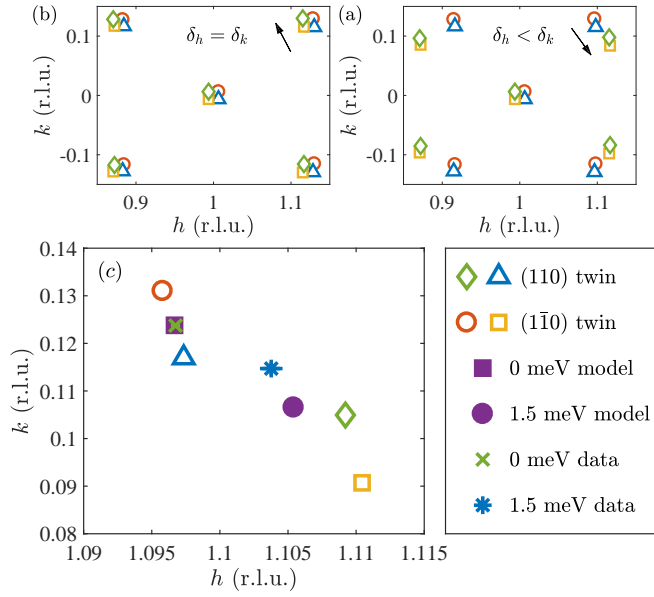 (b)
δh = δk
k (r.l.u.)
0.1
0
-0.1
0.9
1
1.1
h (r.l.u.)
(a)
δh < δk
k (r.l.u.)
0.1
0
-0.1
0.9
1
1.1
h (r.l.u.)
(c)
k (r.l.u.)
0.14
0.13
0.12
0.11
0.1
0.09
0.08
1.09
1.095
1.1
1.105
1.11
1.115
h (r.l.u.)
(110) twin
(11̄0) twin
0 meV model
1.5 meV model
0 meV data
1.5 meV data